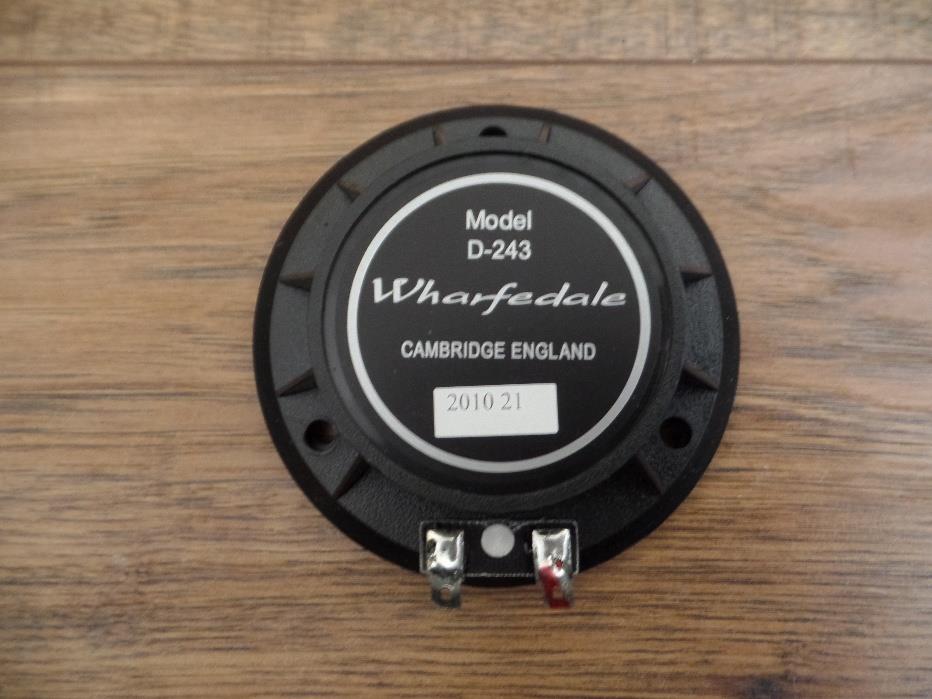 Model
D-243
Wharfedale
CAMBRIDGE ENGLAND
2010 21